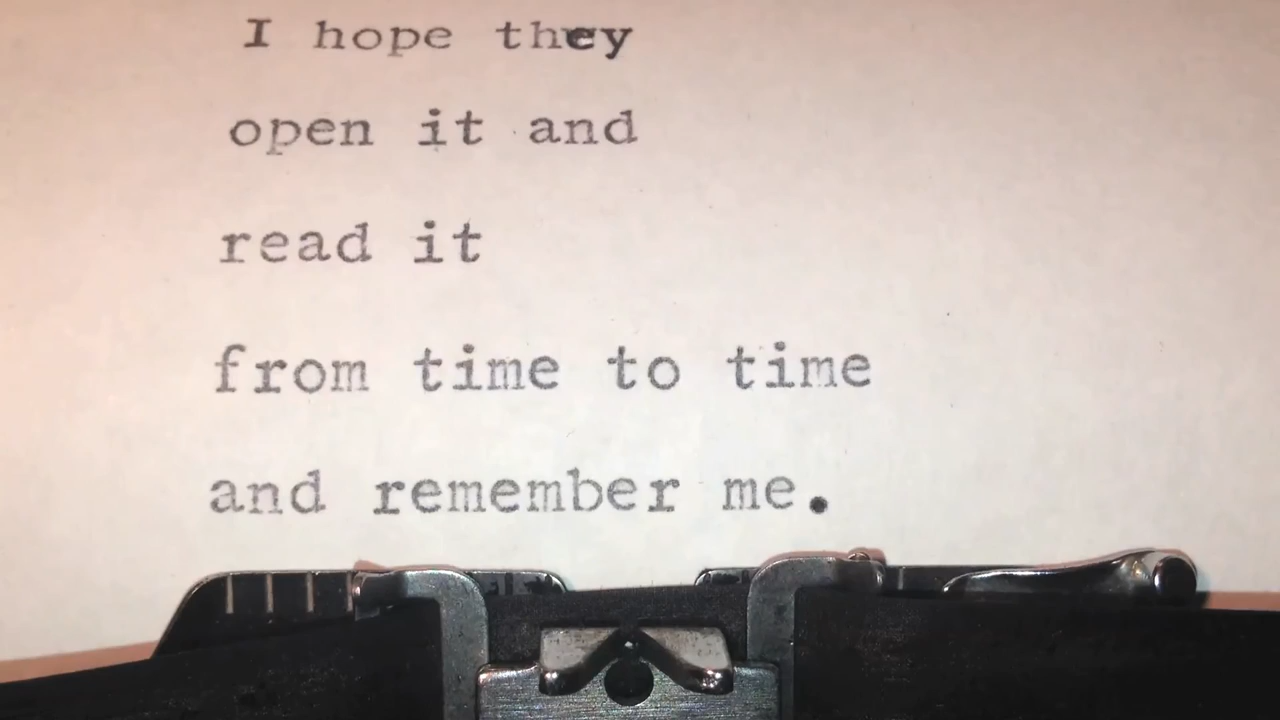 I hope they
open it and
read it
from time to time
and remember me.